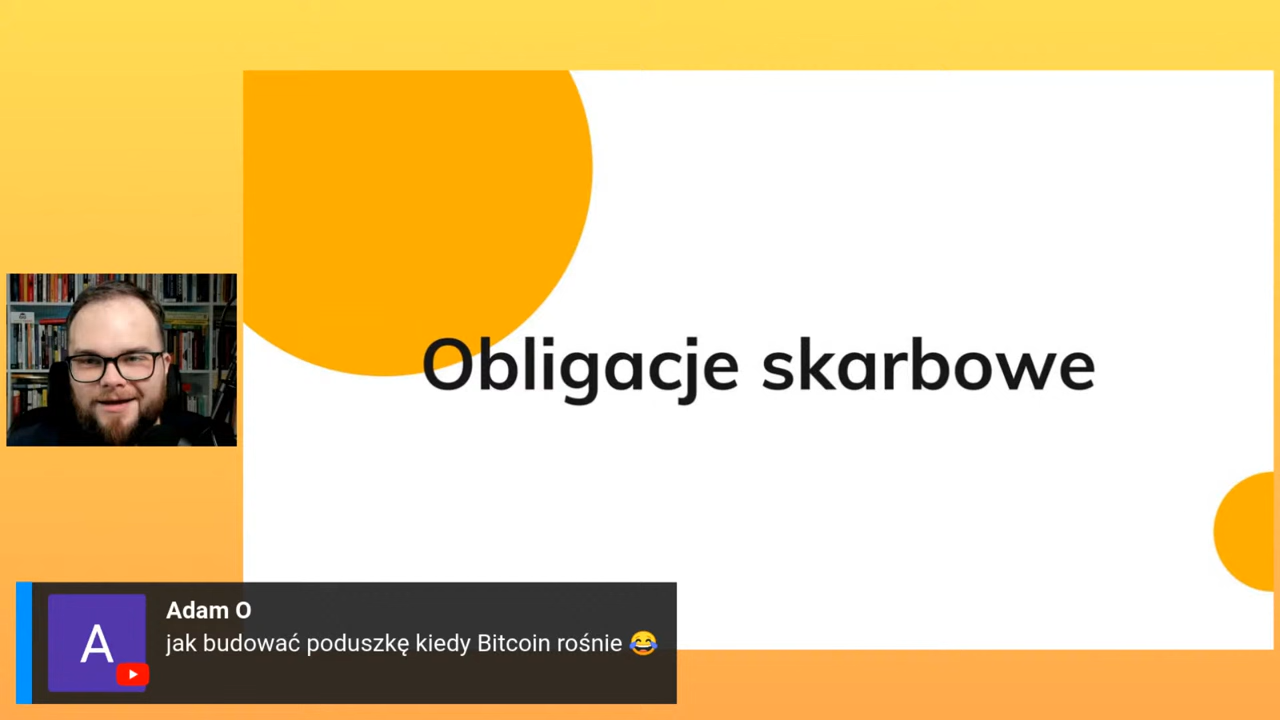 Obligacje skarbowe
A
Adam O
jak budować poduszkę kiedy Bitcoin rośnie 😂